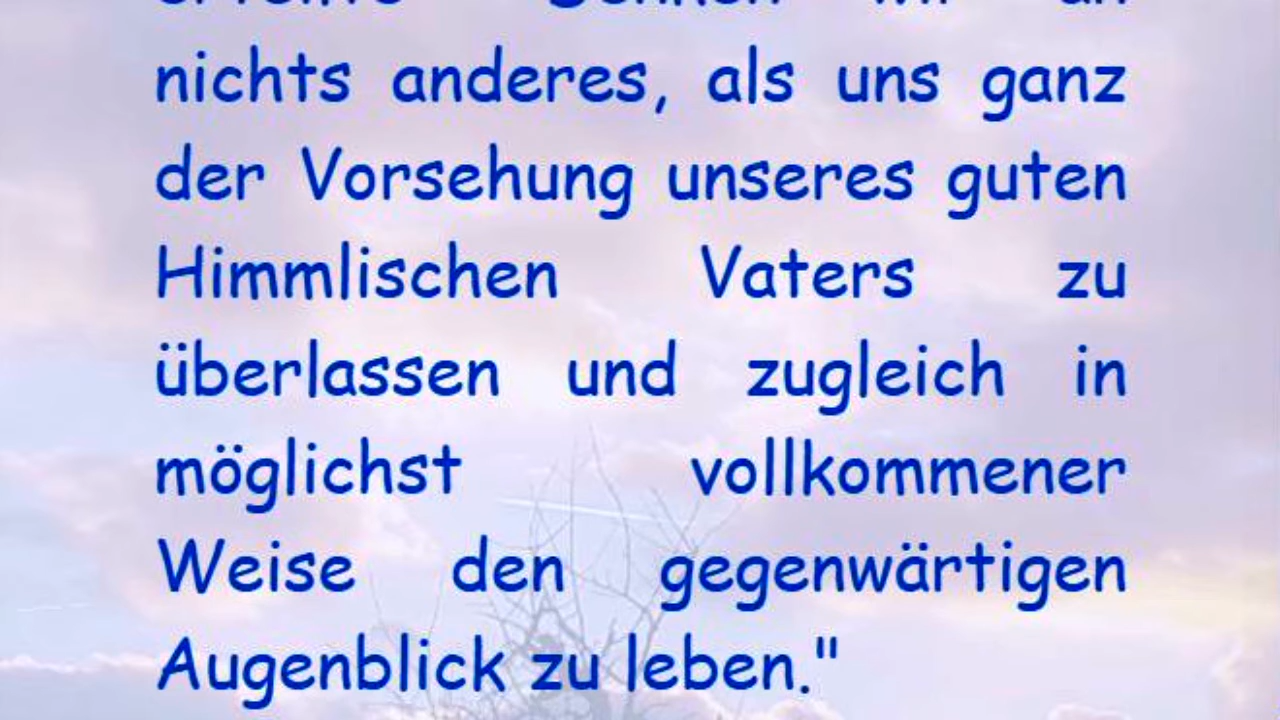 nichts anderes, als uns ganz
der Vorsehung unseres guten
Himmlischen Vaters zu
überlassen und zugleich in
möglichst vollkommener
Weise den gegenwärtigen
Augenblick zu leben."